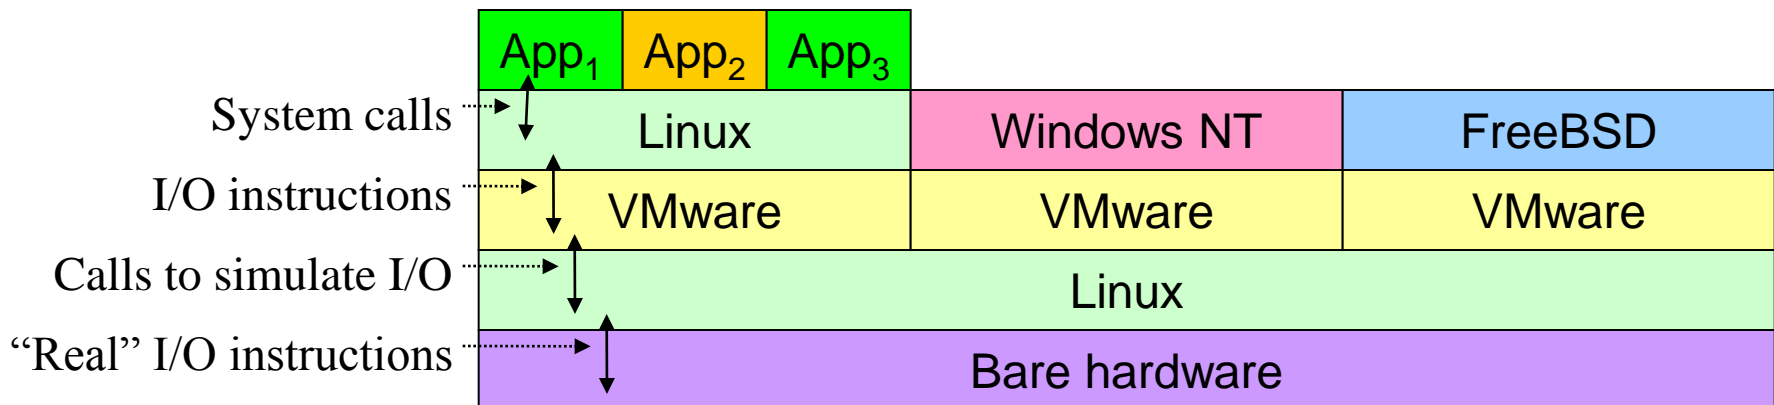 App1 App2 App3
System calls
Linux Windows NT FreeBSD
I/O instructions
VMware VMware VMware
Calls to simulate I/O
Linux
“Real” I/O instructions
Bare hardware